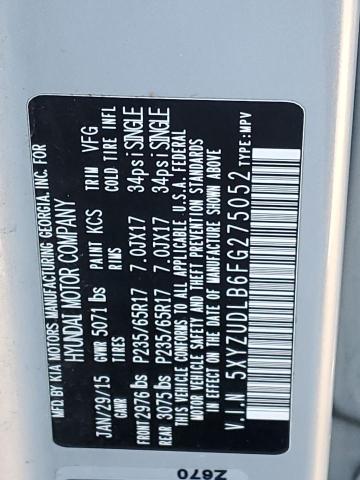 MFD. BY KIA MOTORS MANUFACTURING GEORGIA, INC. FOR
HYUNDAI MOTOR COMPANY
JAN/29/15 GVWR 5071 lbs PAINT KCS TRIM VFG
GAWR TIRES RIMS COLD TIRE INFL
FRONT 2976 lbs P235/65R17 7.0JX17 34psi SINGLE
REAR 3075 lbs P235/65R17 7.0JX17 34psi SINGLE
THIS VEHICLE CONFORMS TO ALL APPLICABLE U.S.A. FEDERAL
MOTOR VEHICLE SAFETY, BUMPER, AND THEFT PREVENTION STANDARDS
IN EFFECT ON THE DATE OF MANUFACTURE SHOWN ABOVE.
V.I.N 5XYZUDLB6FG275052 TYPE:MPV
Z670